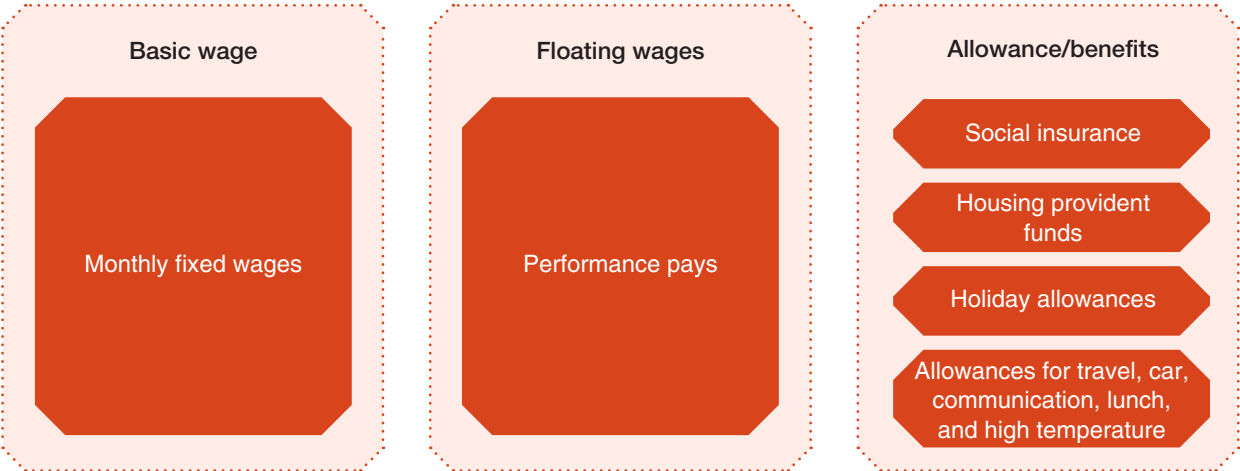 Basic wage
Monthly fixed wages
Floating wages
Performance pays
Allowance/benefits
Social insurance
Housing provident
funds
Holiday allowances
Allowances for travel, car,
communication, lunch,
and high temperature